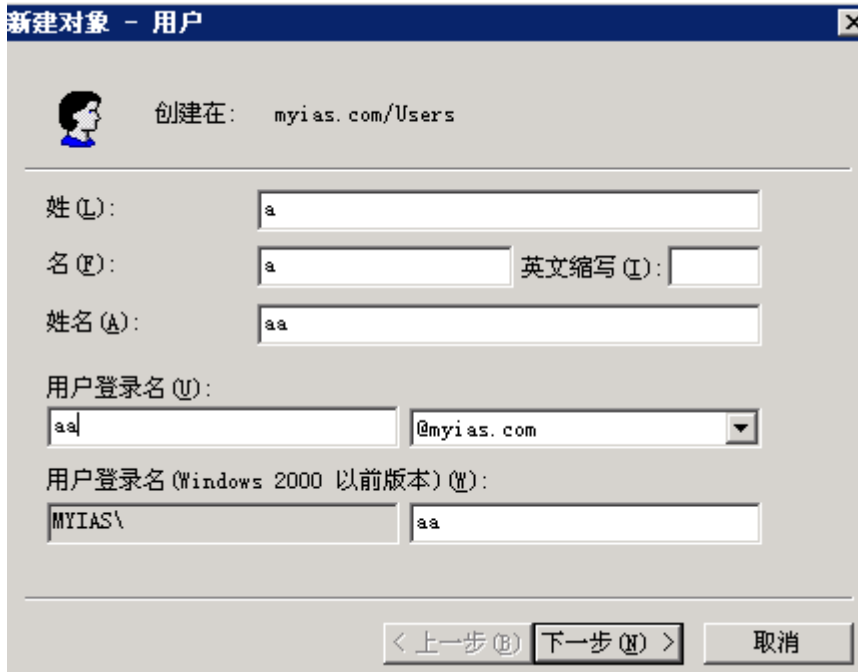 新建对象 - 用户
创建在: myias.com/Users
姓(L): a
名(F): a 英文缩写(I):
姓名(A): aa
用户登录名(U):
aa @myias.com
用户登录名(Windows 2000 以前版本)(W):
MYIAS\ aa
< 上一步(B) 下一步(N) > 取消